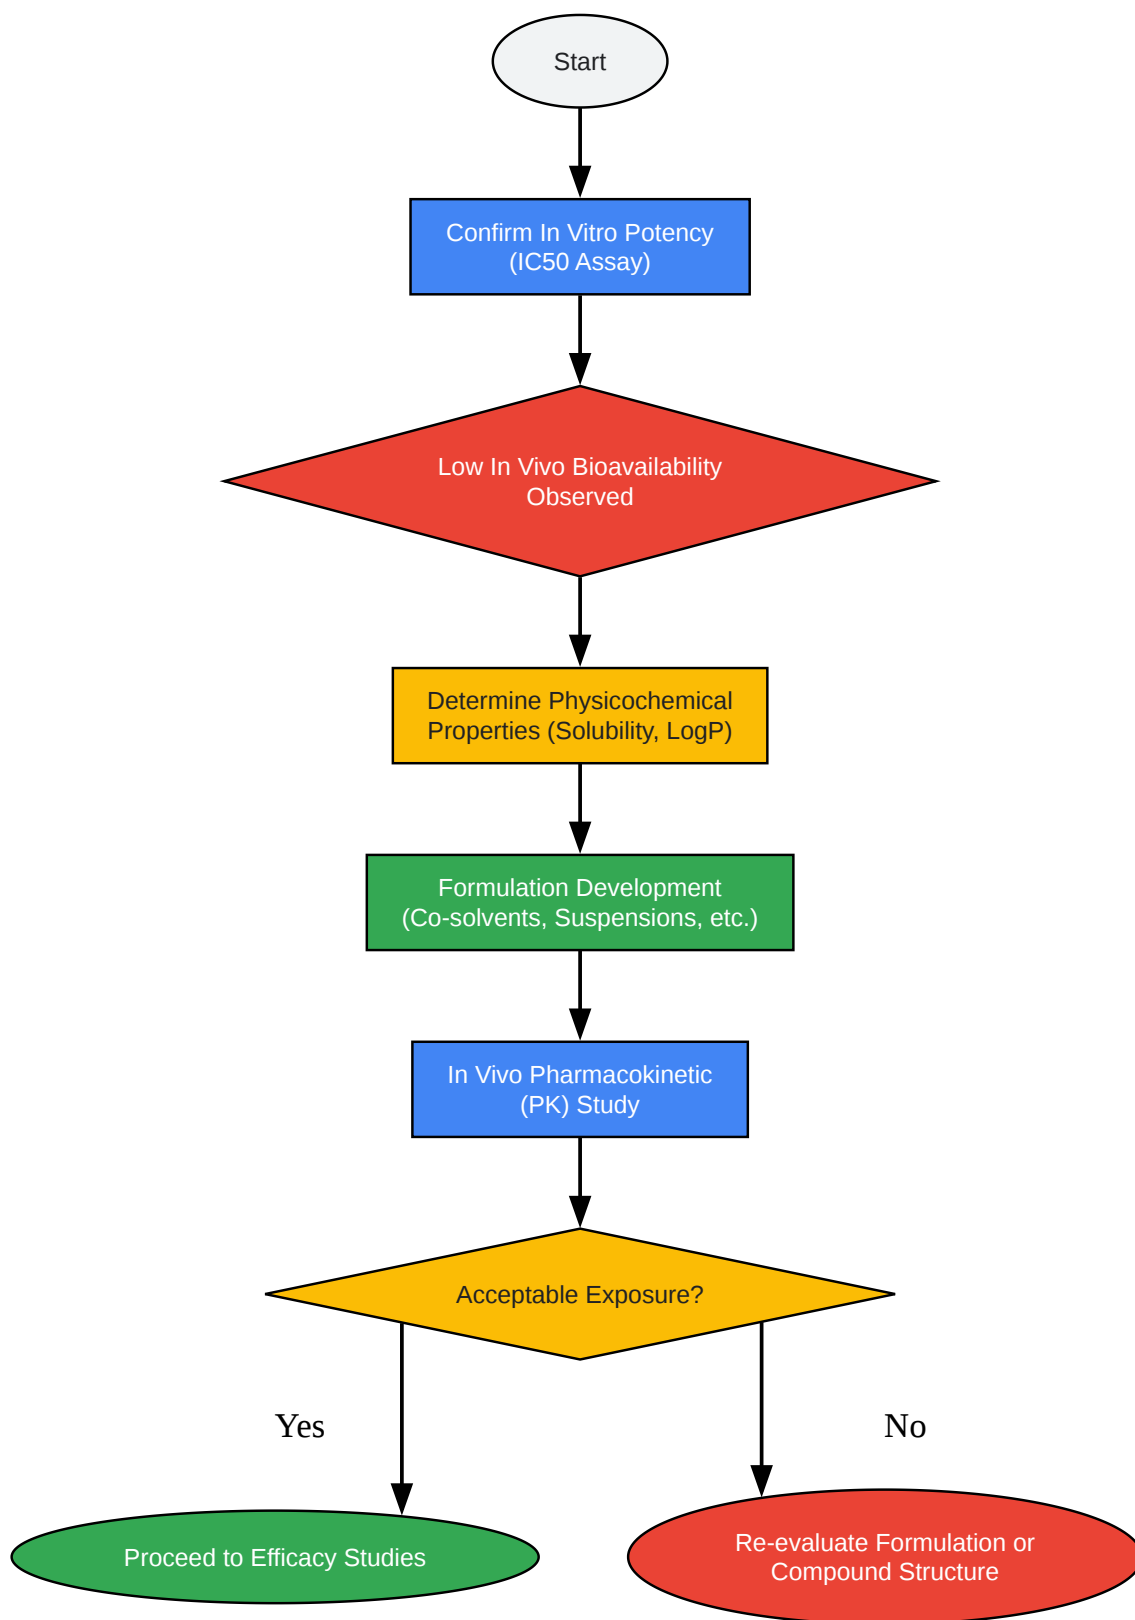 Start
Confirm In Vitro Potency
(IC50 Assay)
Low In Vivo Bioavailability
Observed
Determine Physicochemical
Properties (Solubility, LogP)
Formulation Development
(Co-solvents, Suspensions, etc.)
In Vivo Pharmacokinetic
(PK) Study
Acceptable Exposure?
Yes
No
Proceed to Efficacy Studies
Re-evaluate Formulation or
Compound Structure